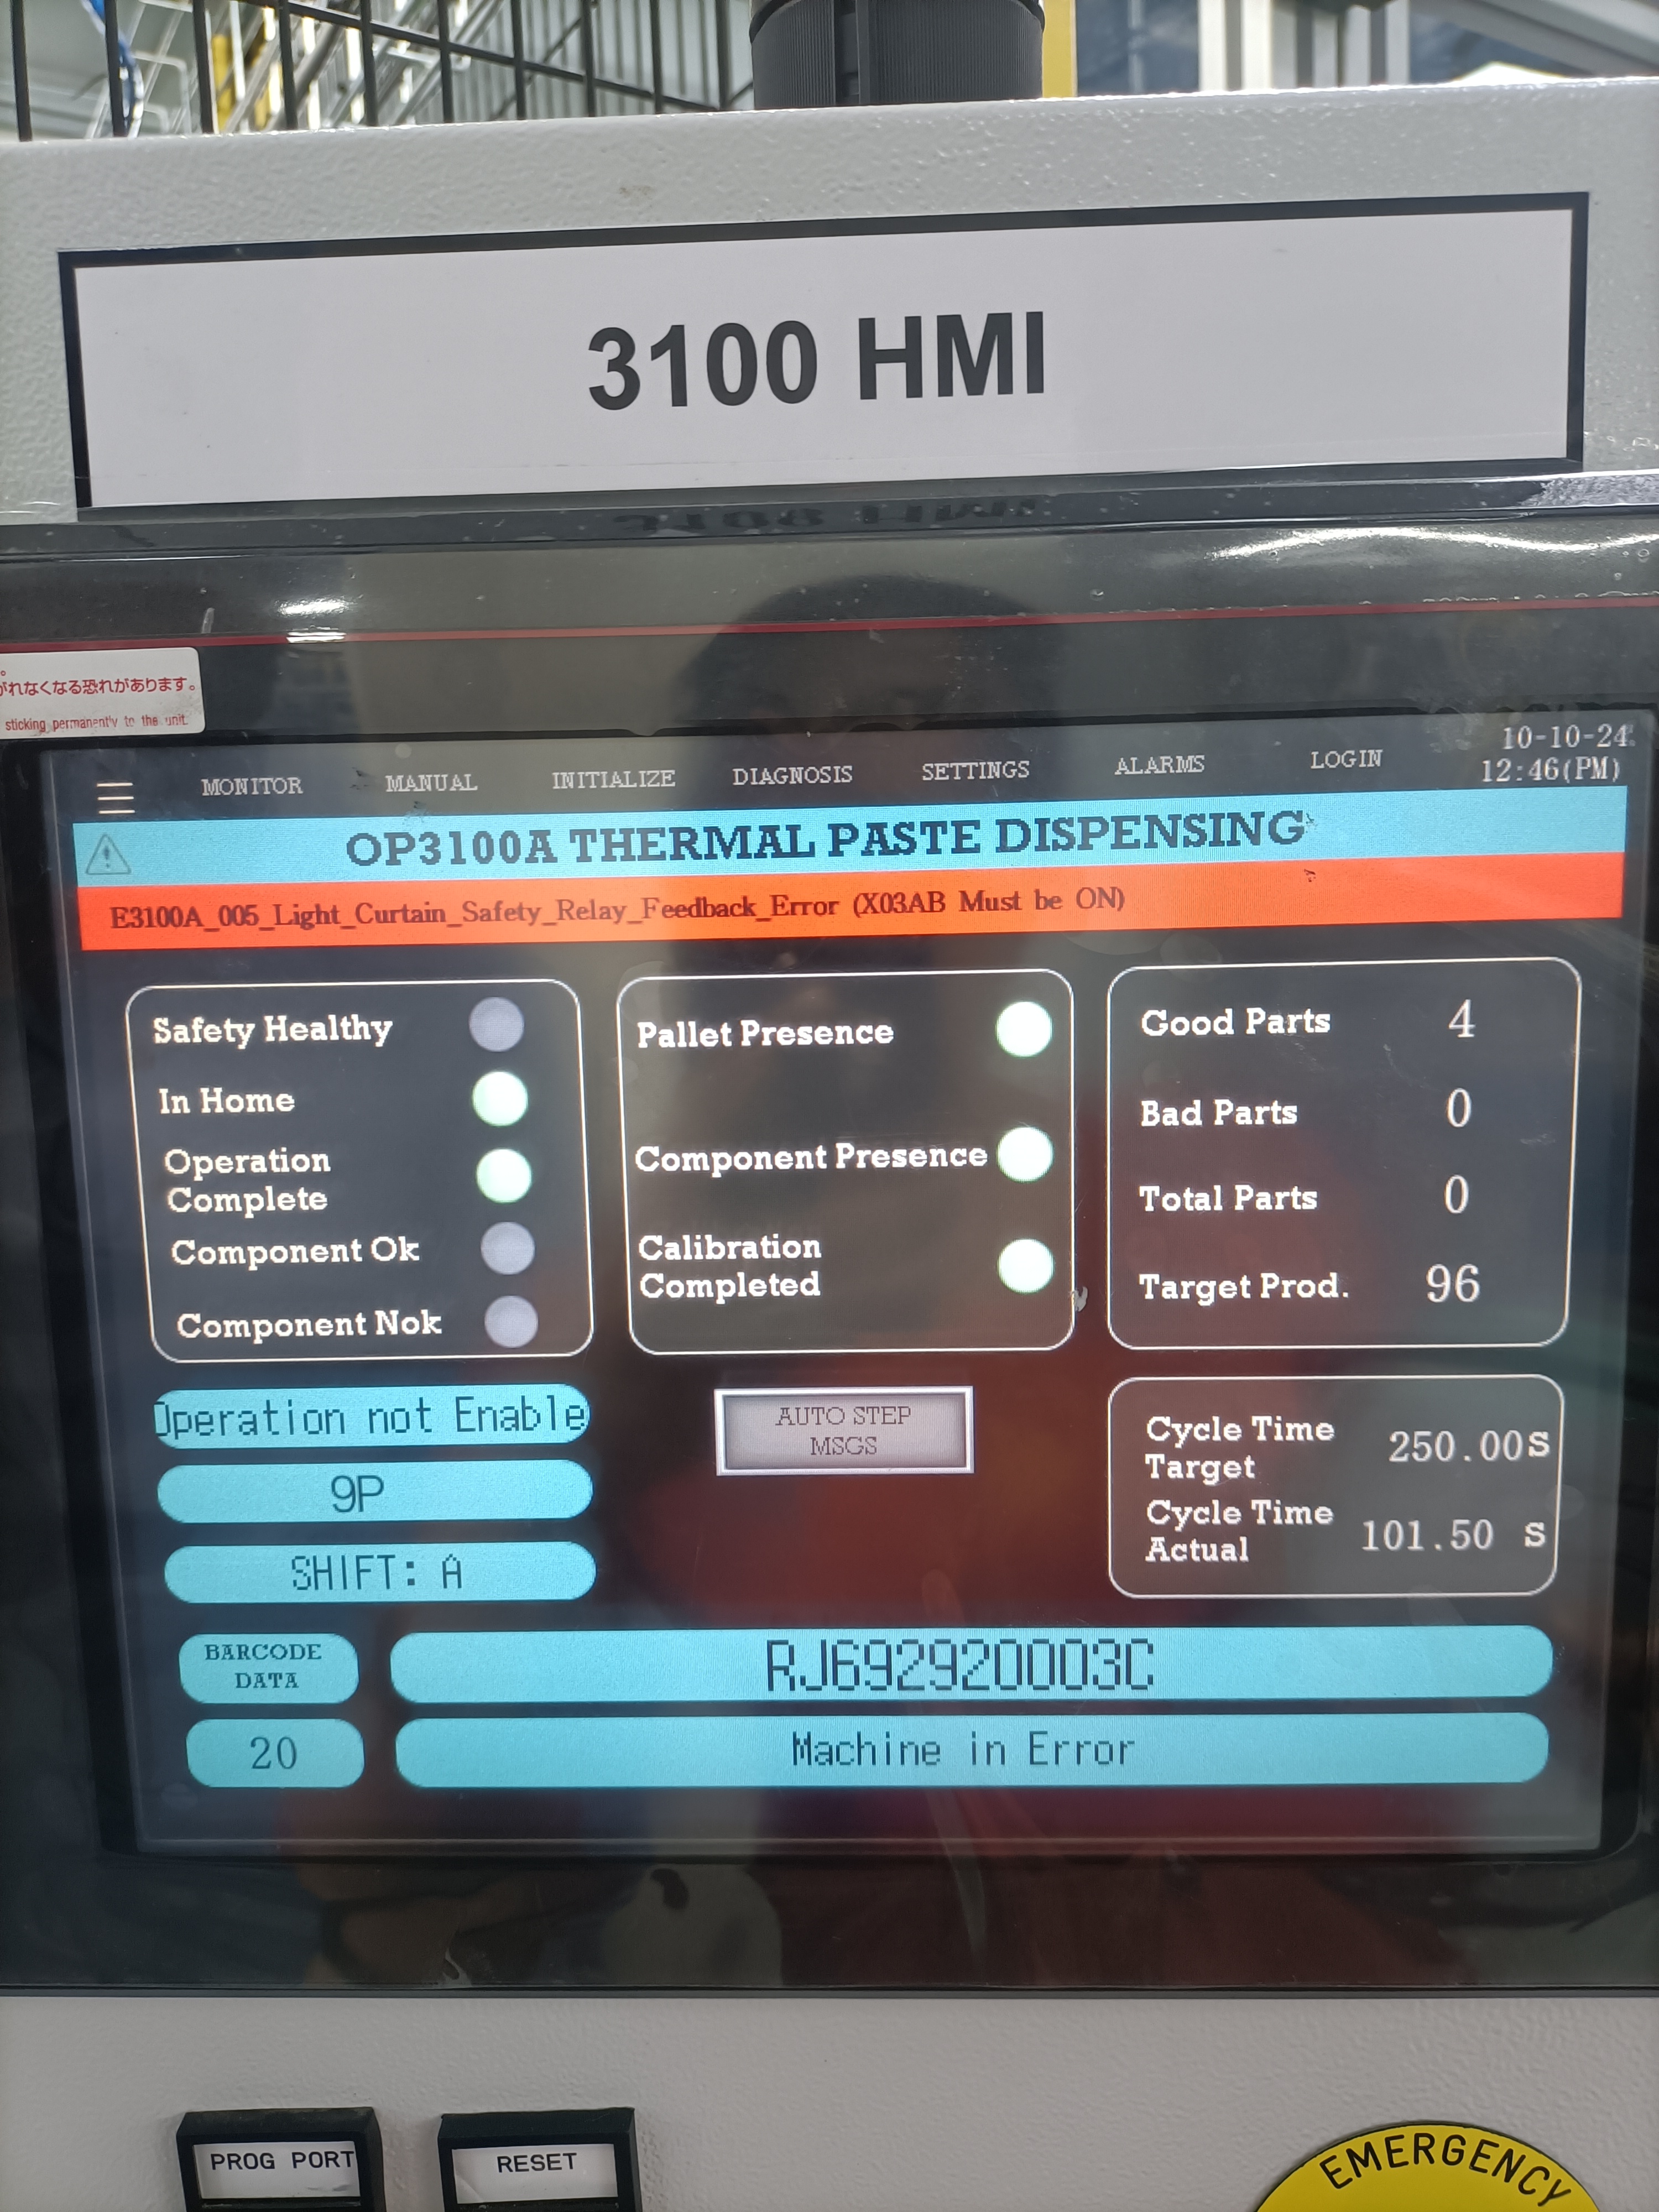 3100 HMI
がれなくなる恐れがあります。
sticking permanently to the unit.
10-10-24
12:46(PM)
MONITOR MANUAL INITIALIZE DIAGNOSIS SETTINGS ALARMS LOGIN
OP3100A THERMAL PASTE DISPENSING
E3100A_005_Light_Curtain_Safety_Relay_Feedback_Error (X03AB Must be ON)
Safety Healthy
In Home
Operation
Complete
Component Ok
Component Nok
Pallet Presence
Component Presence
Calibration
Completed
Good Parts 4
Bad Parts 0
Total Parts 0
Target Prod. 96
Operation not Enable
9P
SHIFT: A
AUTO STEP
MSGS
Cycle Time
Target 250.00S
Cycle Time
Actual 101.50 S
BARCODE
DATA
RJ692920003C
20 Machine in Error
PROG PORT
RESET
EMERGENCY